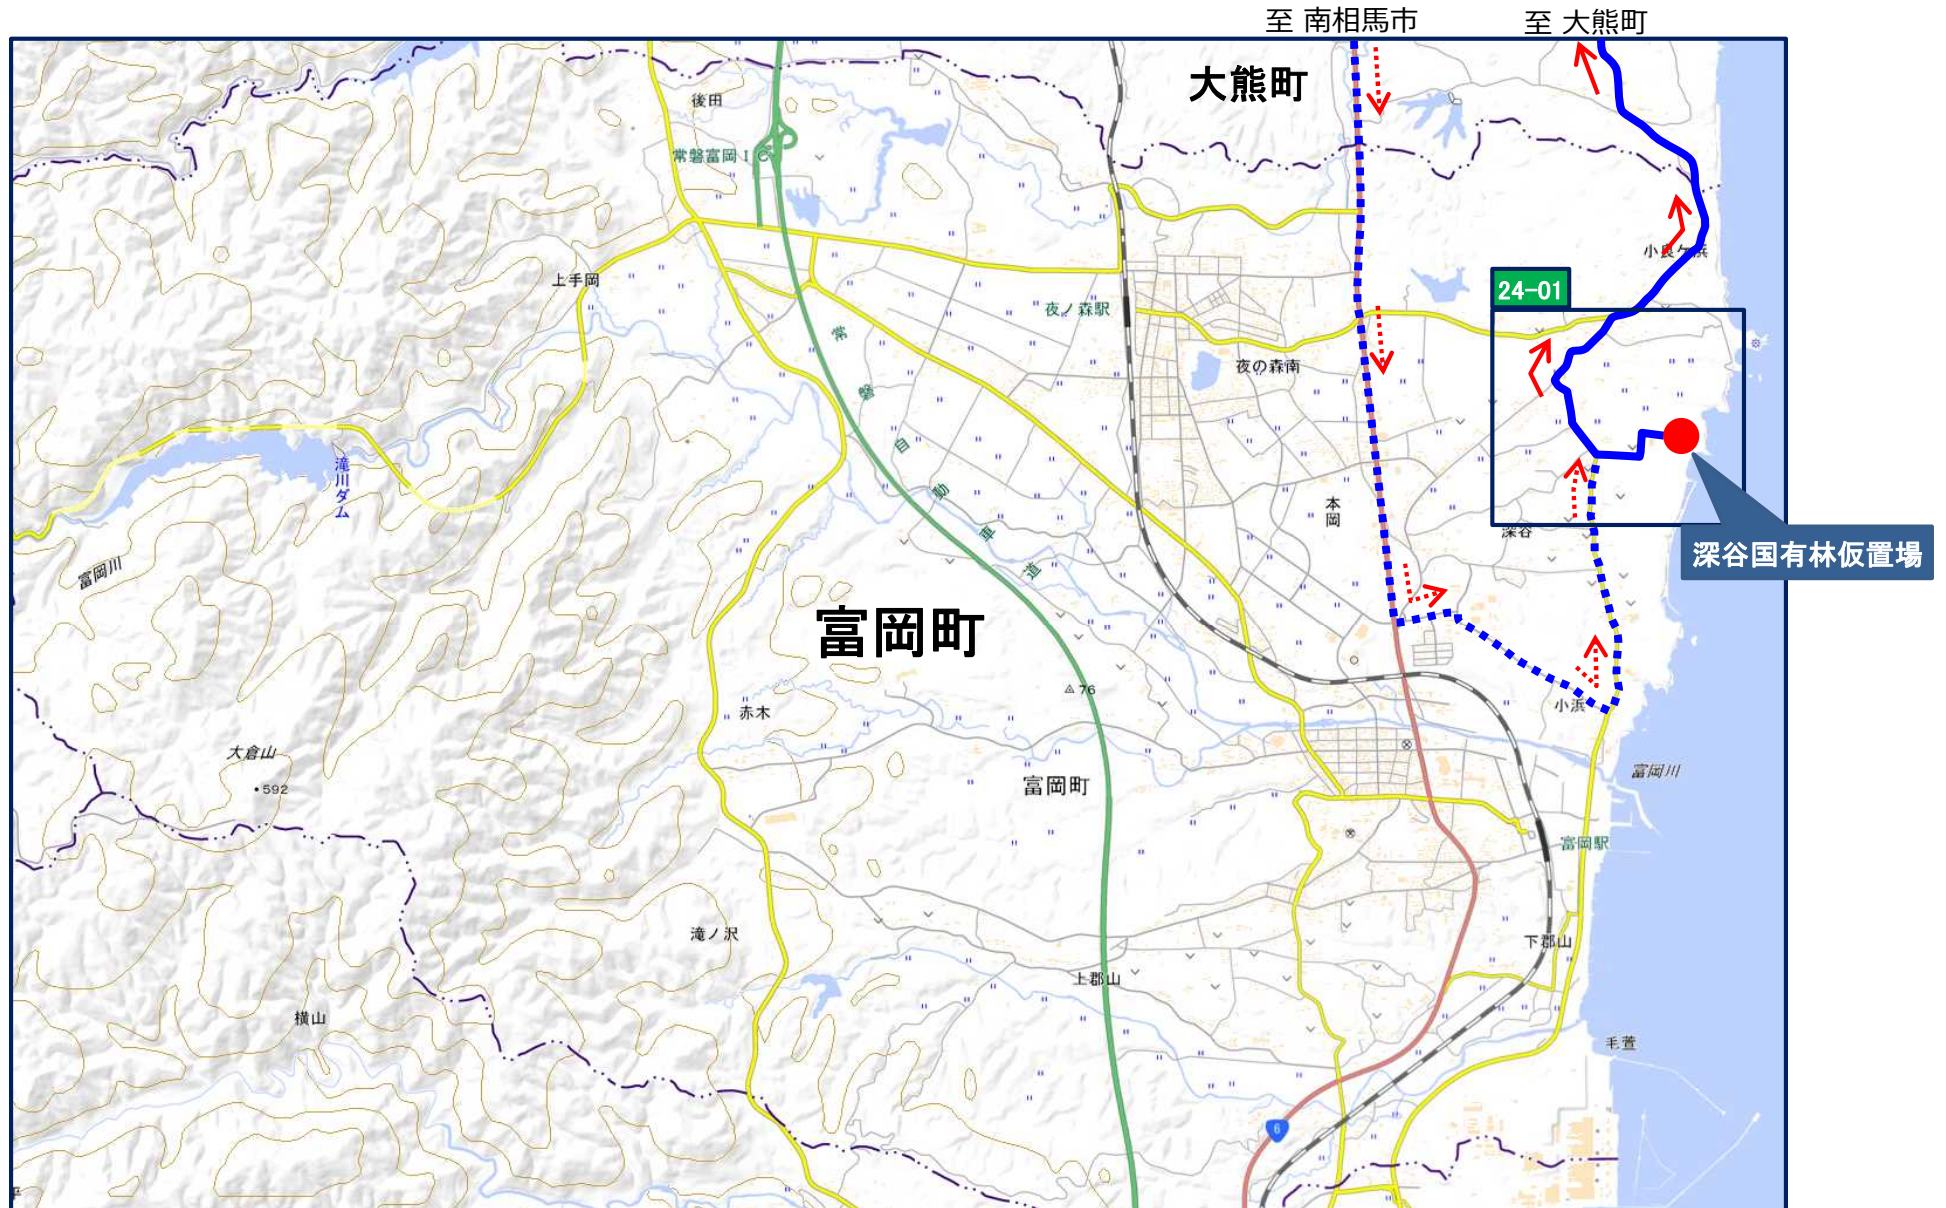 至 南相馬市
至 大熊町
大熊町
後田
常磐富岡IC
小良ケ浜
上手岡
24-01
夜ノ森駅
常磐自動車道
夜の森南
滝川ダム
本岡
深谷
深谷国有林仮置場
富岡川
富岡町
76
赤木
小浜
大倉山
592
富岡町
富岡川
富岡駅
滝ノ沢
下郡山
上郡山
横山
毛萱
6